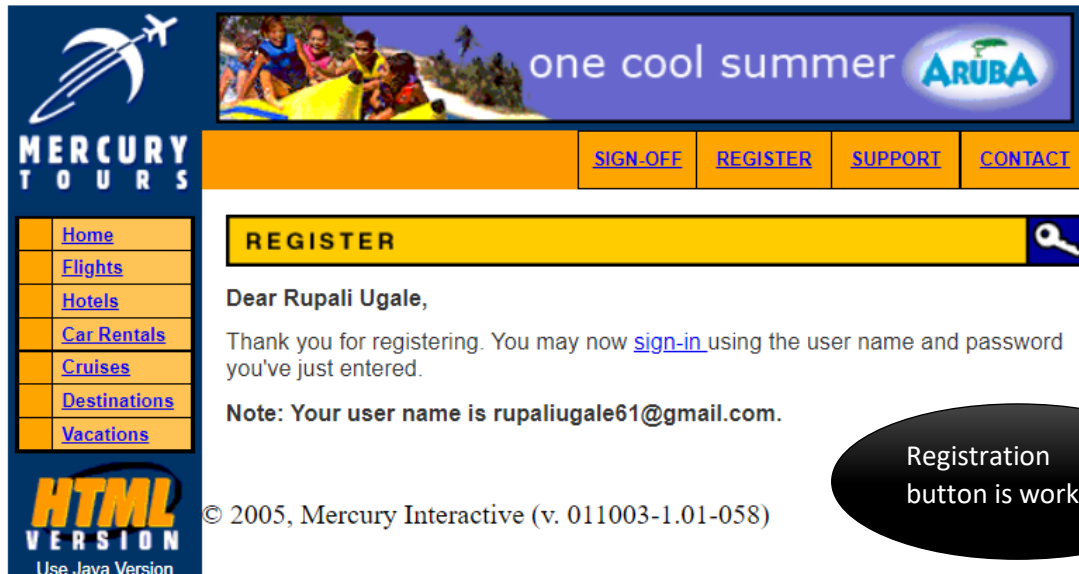 one cool summer ARUBA
MERCURY
TOURS
SIGN-OFF REGISTER SUPPORT CONTACT
Home
Flights
Hotels
Car Rentals
Cruises
Destinations
Vacations
REGISTER
Dear Rupali Ugale,
Thank you for registering. You may now sign-in using the user name and password
you've just entered.
Note: Your user name is rupaliugale61@gmail.com.
Registration
button is work
HTML
VERSION
Use Java Version
© 2005, Mercury Interactive (v. 011003-1.01-058)